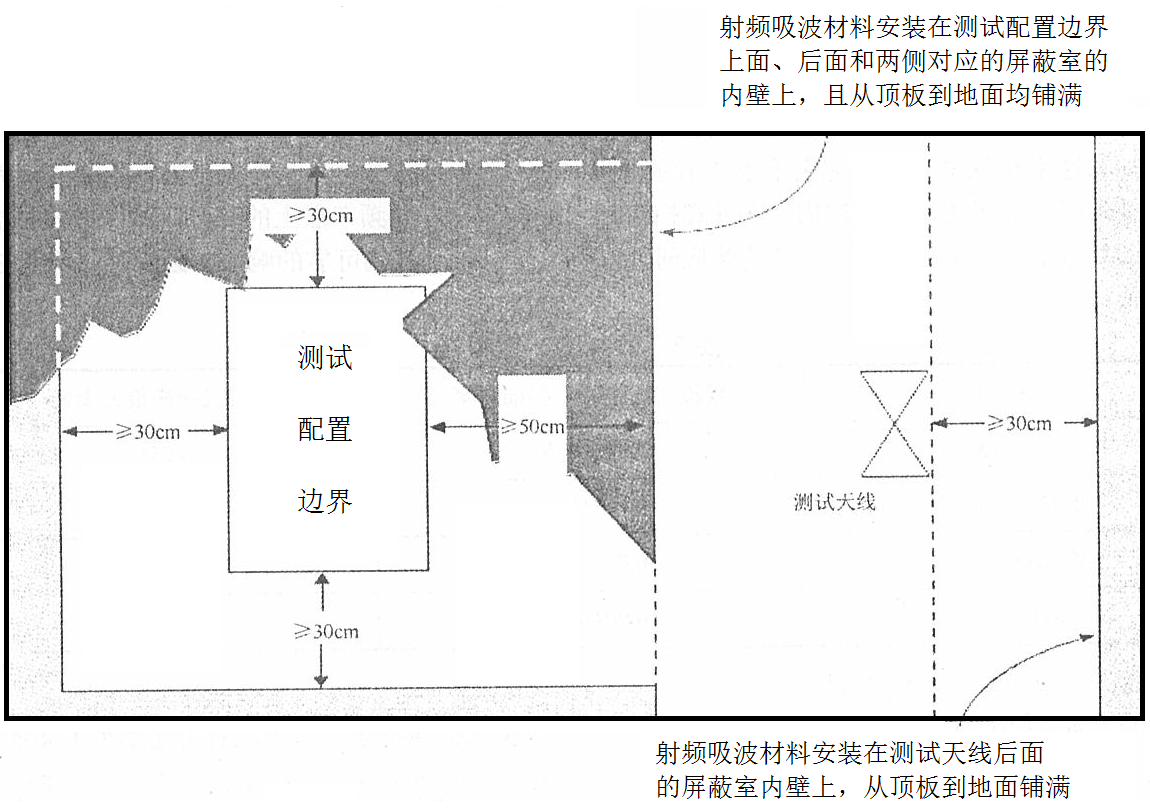 射频吸波材料安装在测试配置边界
上面、后面和两侧对应的屏蔽室的
内壁上，且从顶板到地面均铺满
≥30cm
测试
配置
边界
≥30cm
≥50cm
≥30cm
测试天线
≥30cm
射频吸波材料安装在测试天线后面
的屏蔽室内壁上，从顶板到地面铺满